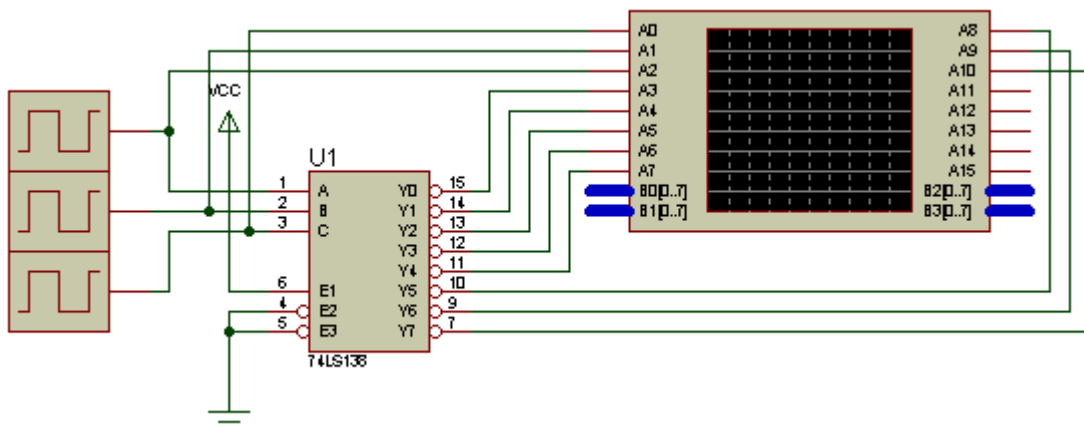 VCC
U1
74LS138
1 A
2 B
3 C
6 E1
4 E2
5 E3
Y0 15
Y1 14
Y2 13
Y3 12
Y4 11
Y5 10
Y6 9
Y7 7
A0
A1
A2
A3
A4
A5
A6
A7
B0[0..7]
B1[0..7]
A8
A9
A10
A11
A12
A13
A14
A15
B2[0..7]
B3[0..7]